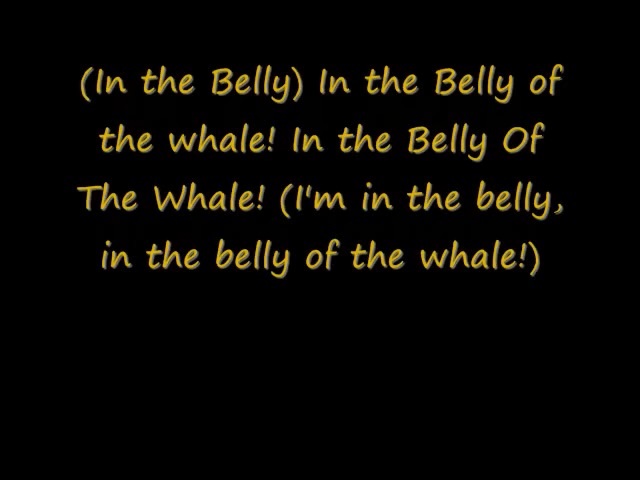 (In the Belly) In the Belly of
the whale! In the Belly Of
The Whale! (I'm in the belly,
in the belly of the whale!)